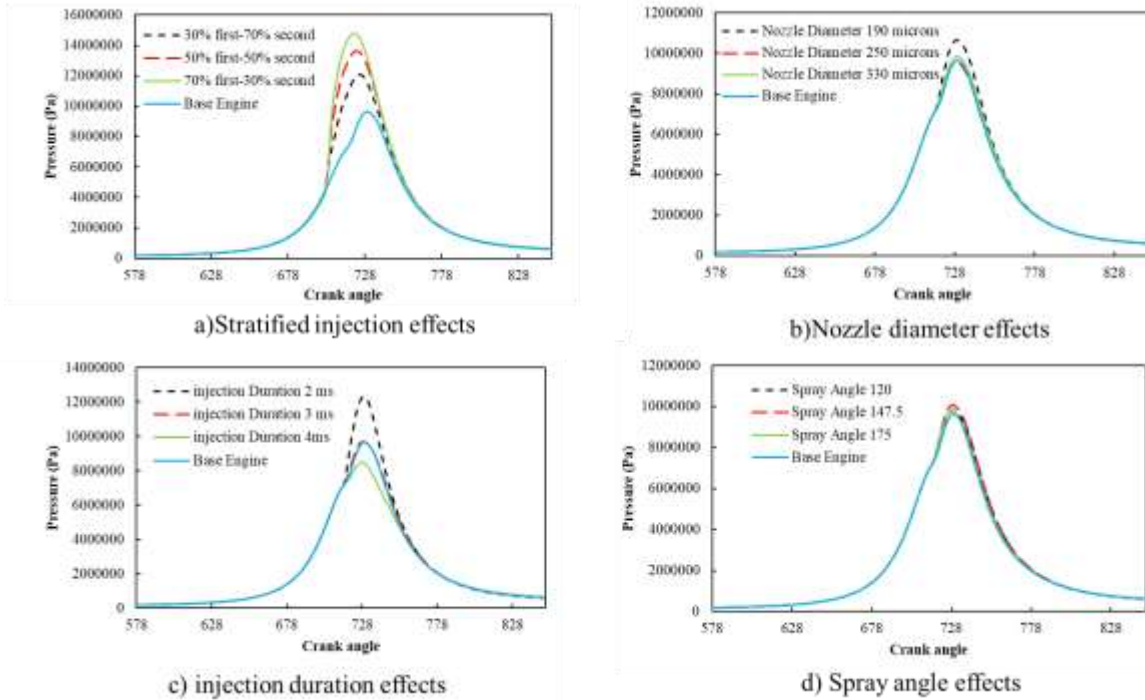 16000000
14000000
12000000
10000000
8000000
6000000
4000000
2000000
0
Pressure (Pa)
30% first-70% second
50% first-50% second
70% first-30% second
Base Engine
578 628 678 728 778 828
Crank angle
a)Stratified injection effects
12000000
10000000
8000000
6000000
4000000
2000000
0
Pressure (Pa)
Nozzle Diameter 190 microns
Nozzle Diameter 250 microns
Nozzle Diameter 330 microns
Base Engine
578 628 678 728 778 828
Crank angle
b)Nozzle diameter effects
14000000
12000000
10000000
8000000
6000000
4000000
2000000
0
Pressure (Pa)
injection Duration 2 ms
injection Duration 3 ms
injection Duration 4ms
Base Engine
578 628 678 728 778 828
Crank angle
c) injection duration effects
12000000
10000000
8000000
6000000
4000000
2000000
0
Pressure (Pa)
Spray Angle 120
Spray Angle 147.5
Spray Angle 175
Base Engine
578 628 678 728 778 828
Crank angle
d) Spray angle effects